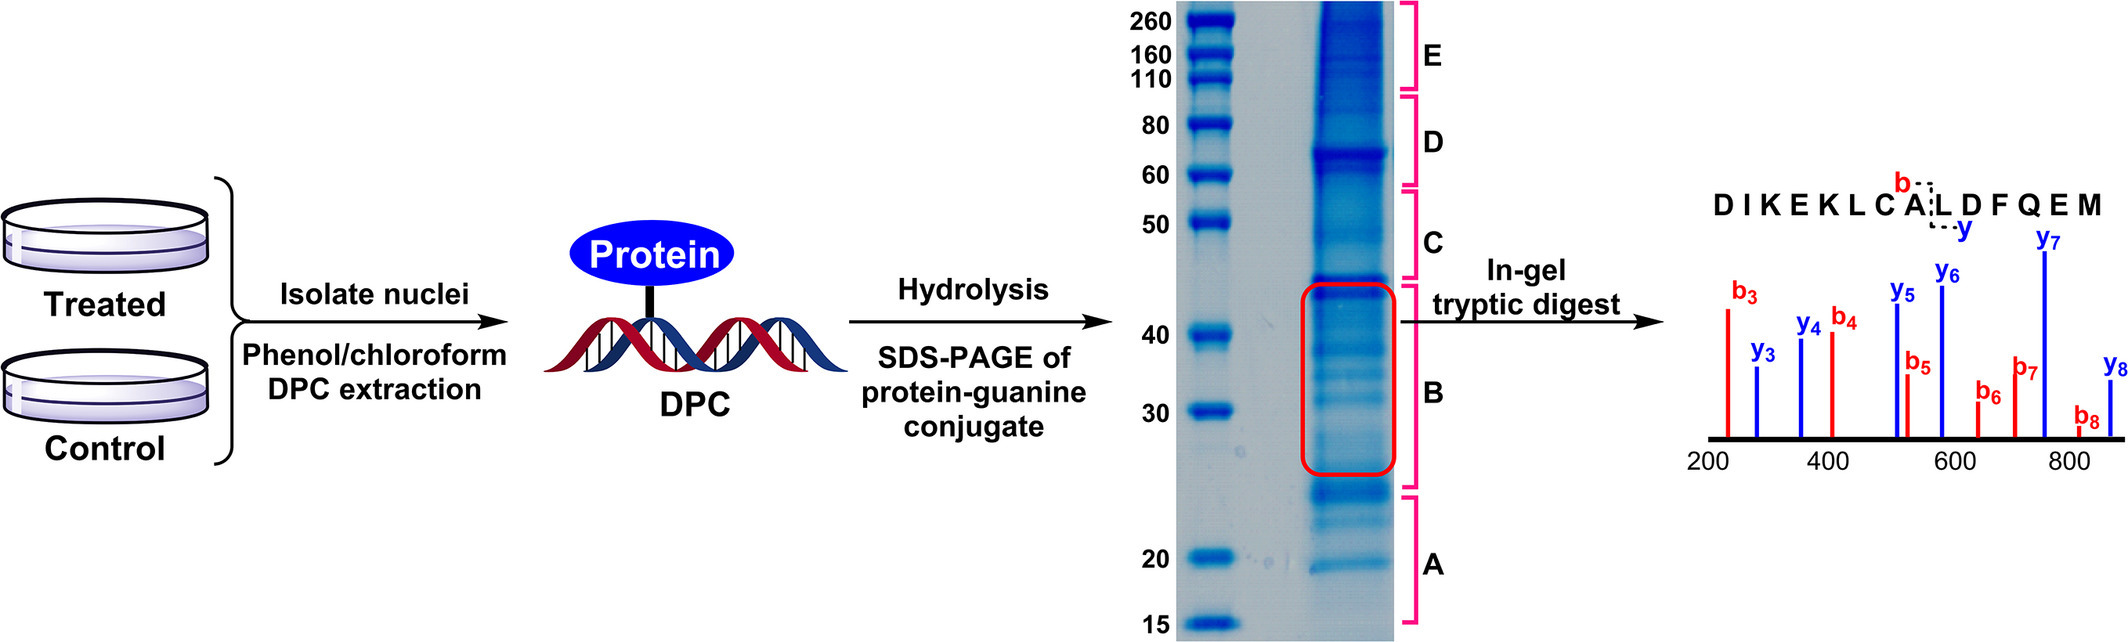 Treated
Control
Isolate nuclei
Phenol/chloroform
DPC extraction
Protein
DPC
Hydrolysis
SDS-PAGE of
protein-guanine
conjugate
260
160
110
80
60
50
40
30
20
15
E
D
C
B
A
In-gel
tryptic digest
b
D I K E K L C A L D F Q E M
y
b3
y3
y4
b4
y5
b5
y6
b6
b7
y7
b8
y8
200 400 600 800